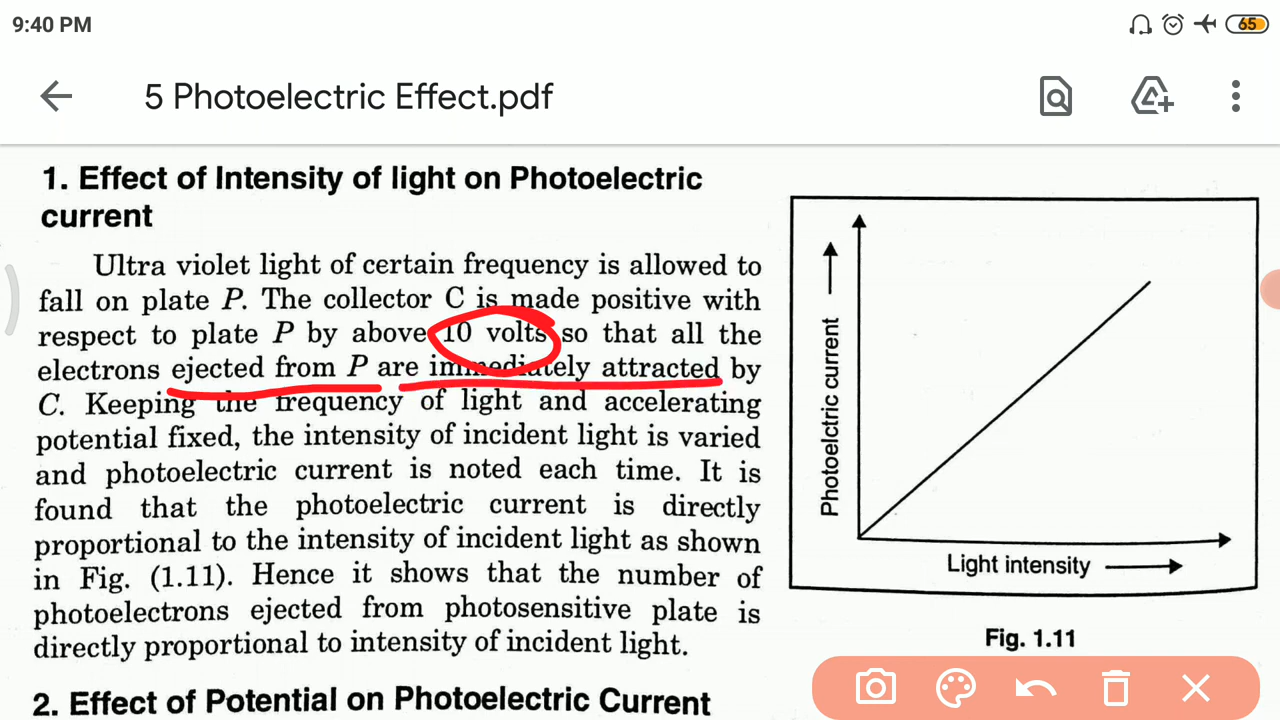 9:40 PM
65
5 Photoelectric Effect.pdf
1. Effect of Intensity of light on Photoelectric
current
Ultra violet light of certain frequency is allowed to
fall on plate P. The collector C is made positive with
respect to plate P by above 10 volts so that all the
electrons ejected from P are immediately attracted by
C. Keeping the frequency of light and accelerating
potential fixed, the intensity of incident light is varied
and photoelectric current is noted each time. It is
found that the photoelectric current is directly
proportional to the intensity of incident light as shown
in Fig. (1.11). Hence it shows that the number of
photoelectrons ejected from photosensitive plate is
directly proportional to intensity of incident light.
2. Effect of Potential on Photoelectric Current
Photoelctric current
Light intensity
Fig. 1.11